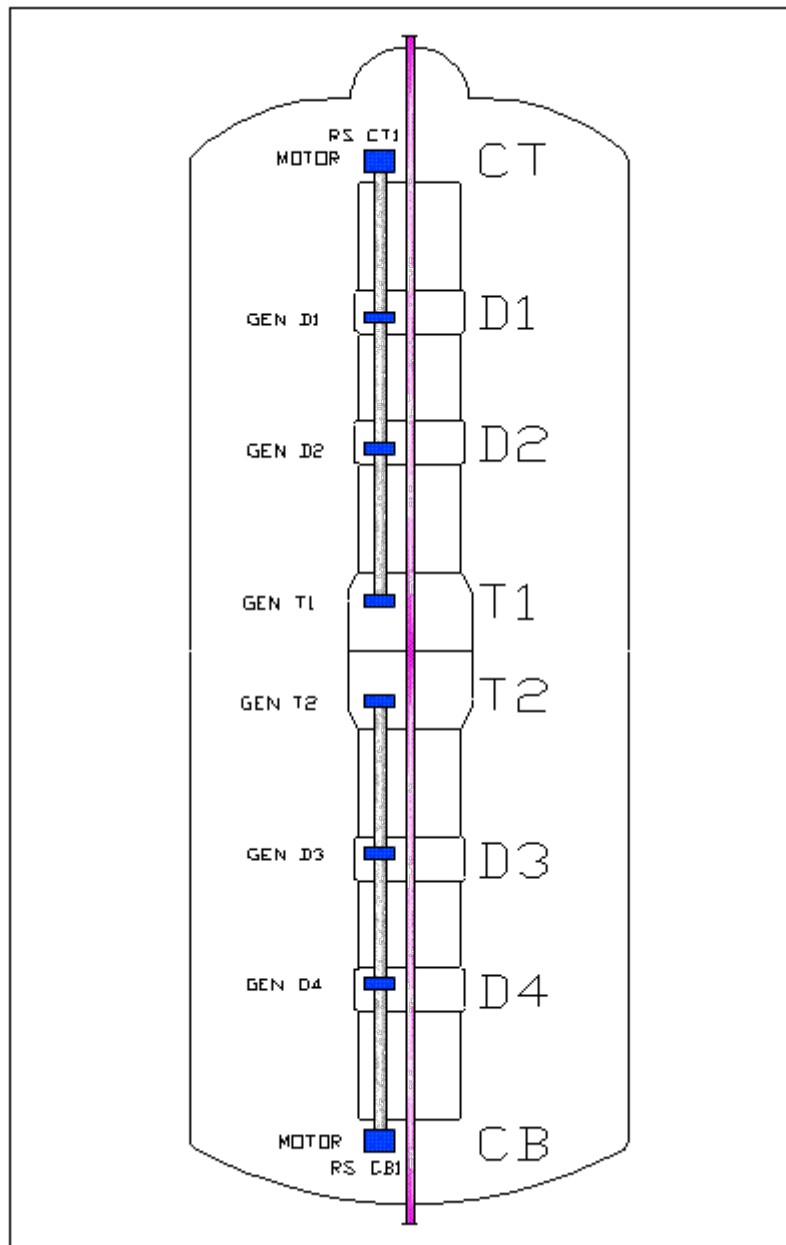 RS CT1
MOTOR
CT
GEN D1
D1
GEN D2
D2
GEN T1
T1
GEN T2
T2
GEN D3
D3
GEN D4
D4
MOTOR
CB
RS CB1